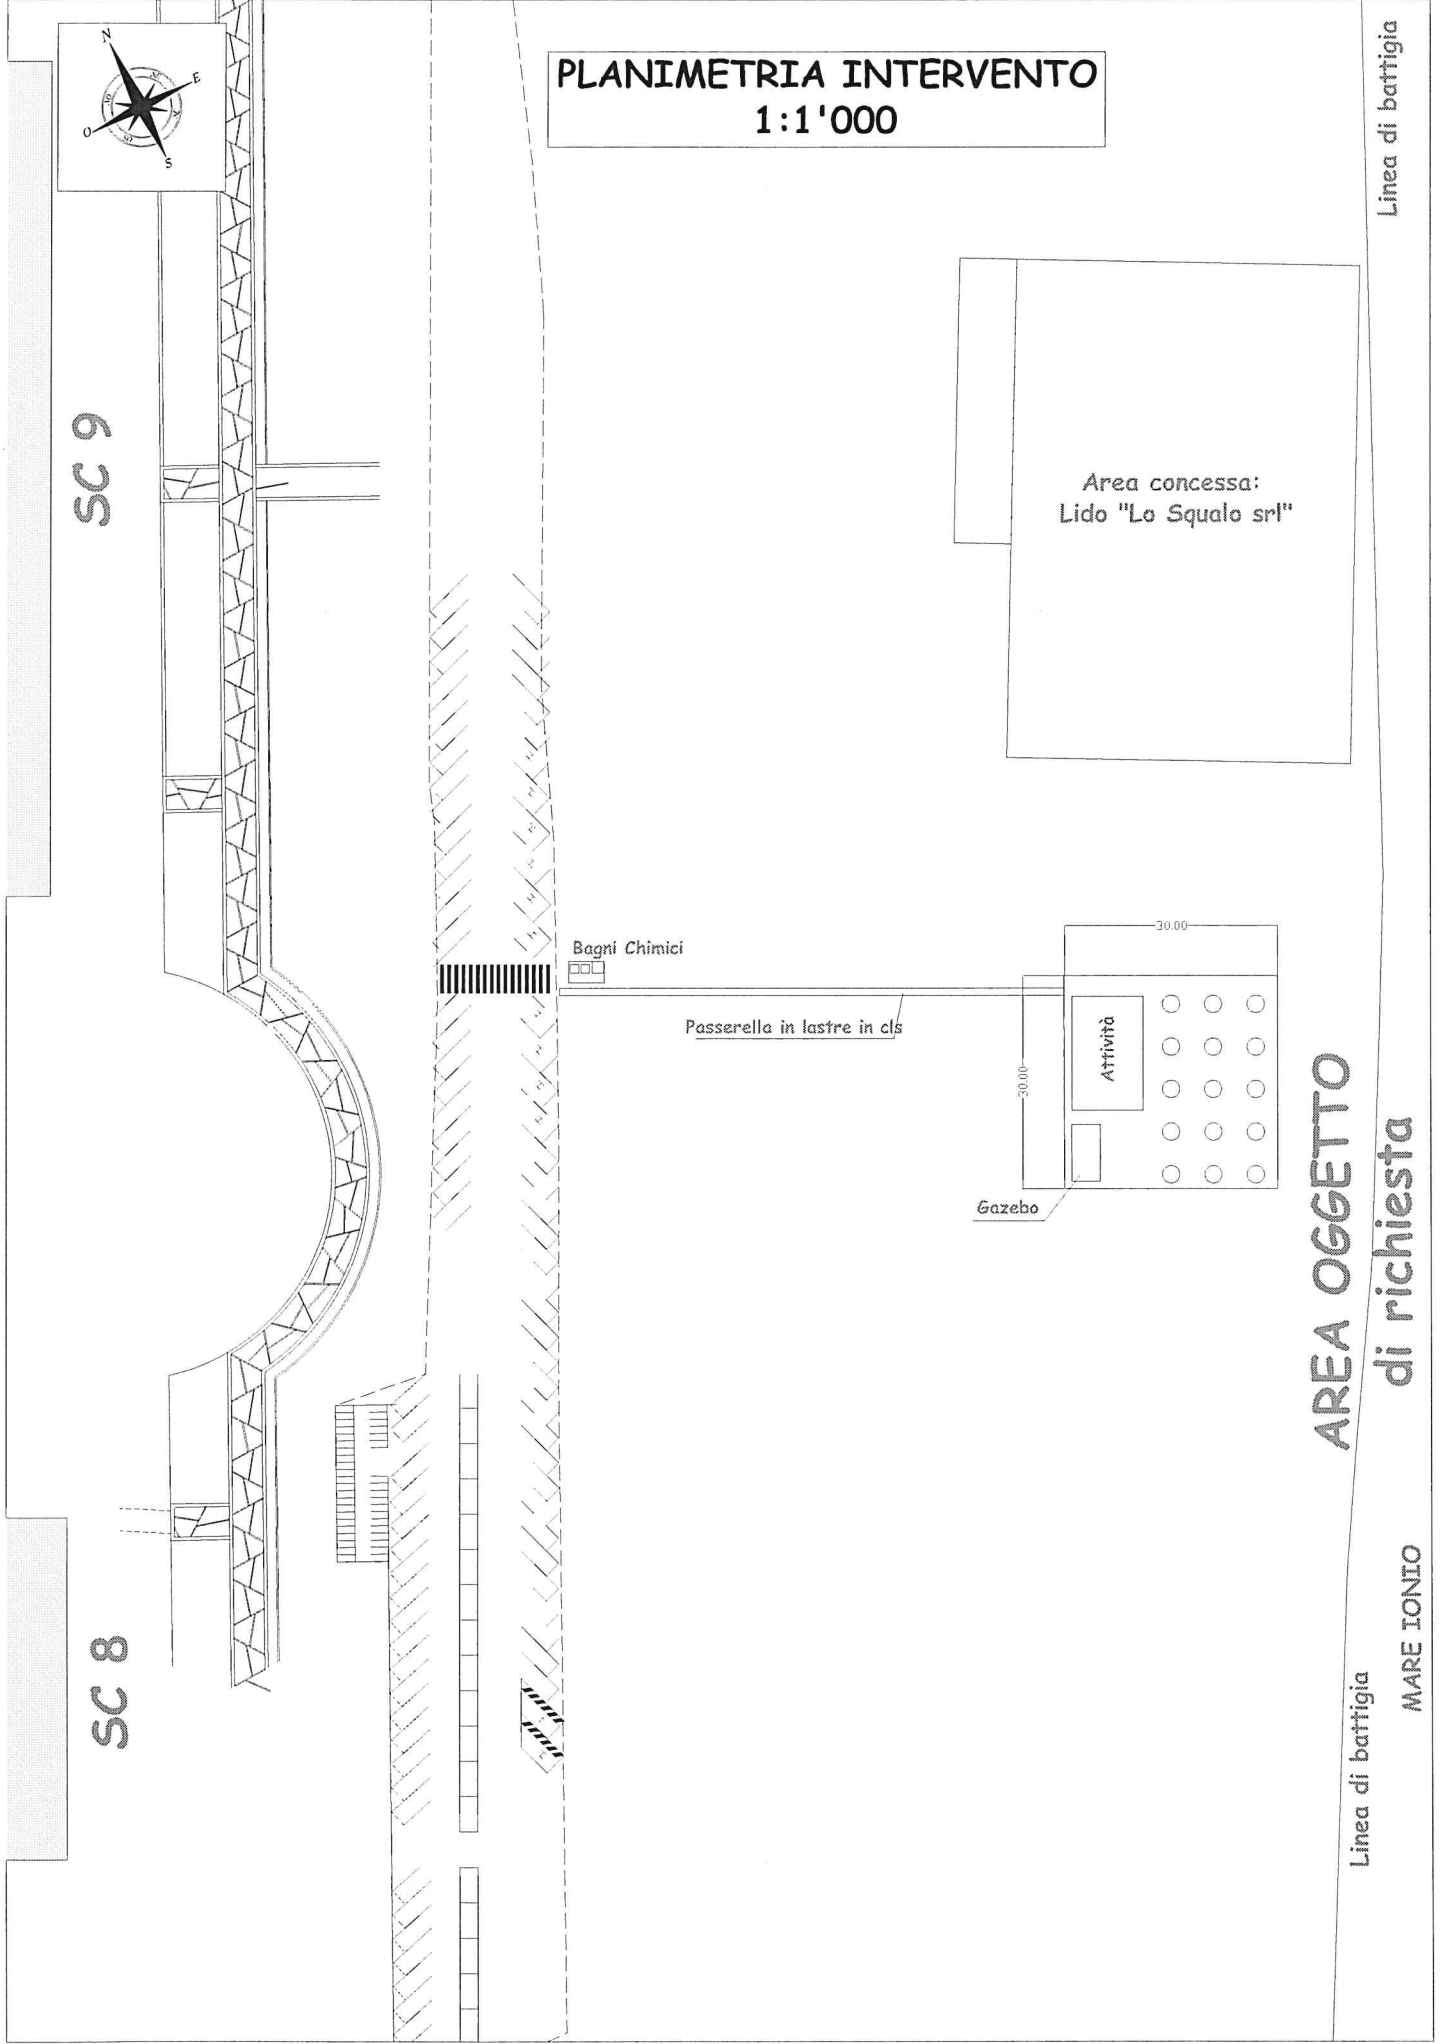 N
E
S
O
PLANIMETRIA INTERVENTO
1:1'000
Linea di battigia
SC 9
Area concessa:
Lido "Lo Squalo srl"
Bagni Chimici
30.00
Passerella in lastre in cls
Attività
30.00
Gazebo
AREA OGGETTO
di richiesta
SC 8
MARE IONIO
Linea di battigia